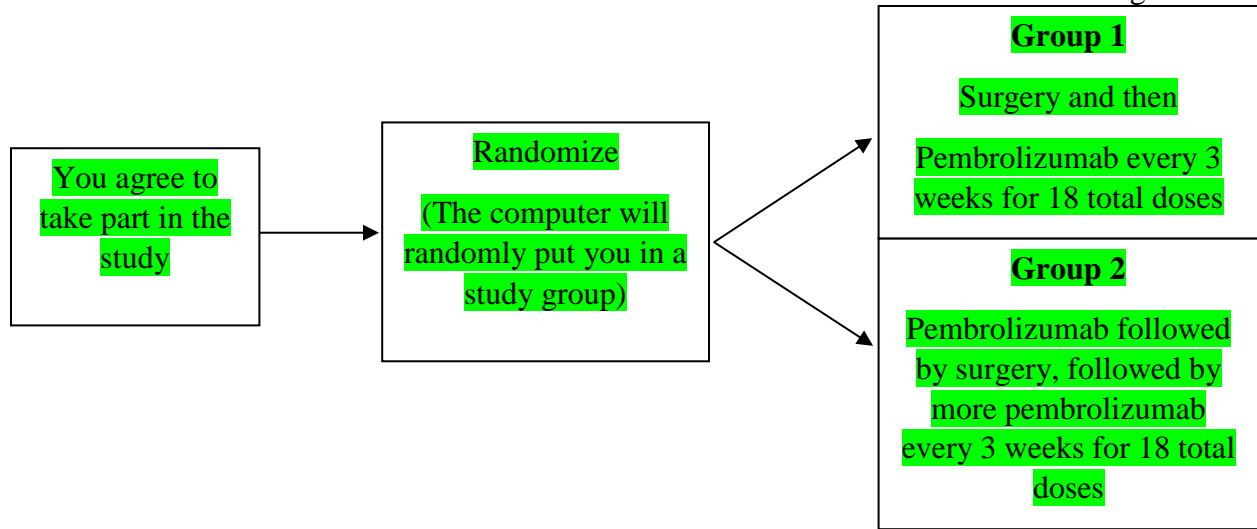 You agree to
take part in the
study
Randomize
(The computer will
randomly put you in a
study group)
Group 1
Surgery and then
Pembrolizumab every 3
weeks for 18 total doses
Group 2
Pembrolizumab followed
by surgery, followed by
more pembrolizumab
every 3 weeks for 18 total
doses